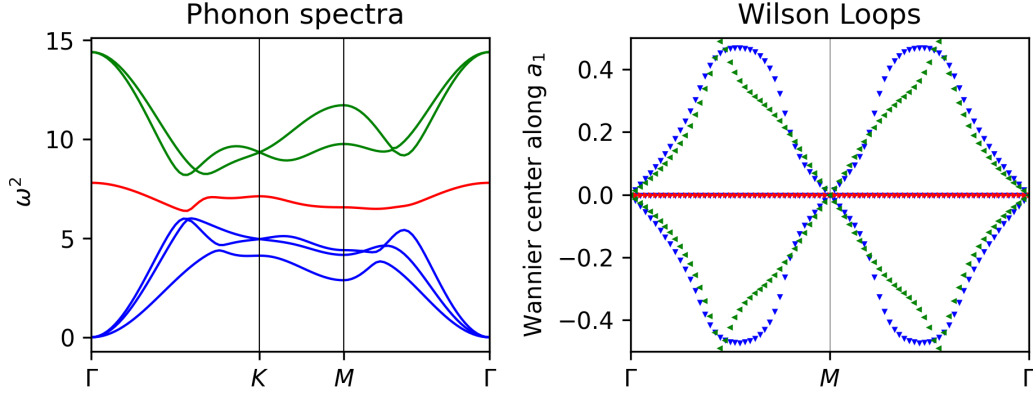 Phonon spectra
ω²
15
10
5
0
Γ
K
M
Γ
Wilson Loops
Wannier center along a₁
0.4
0.2
0.0
−0.2
−0.4
Γ
M
Γ